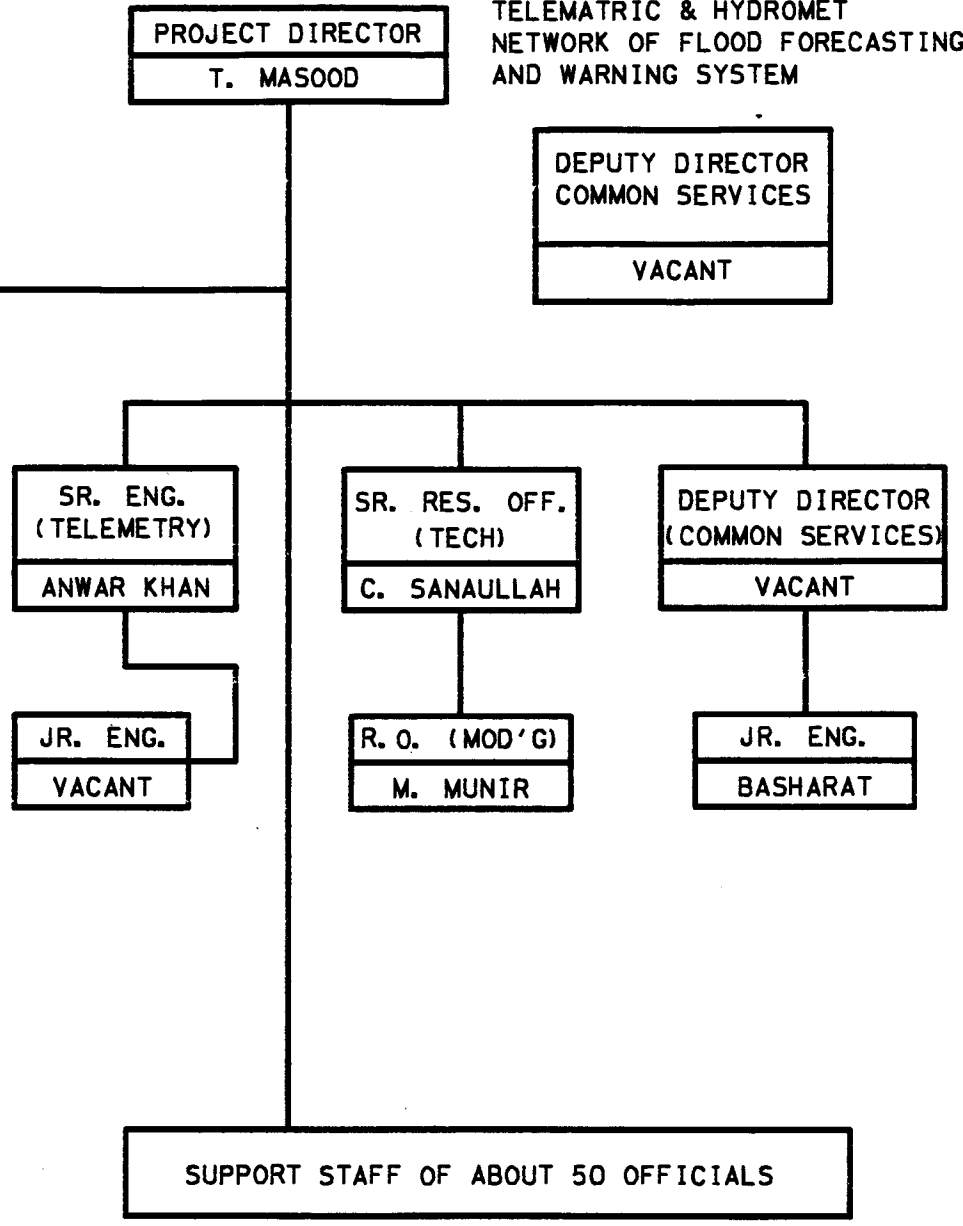 PROJECT DIRECTOR
T. MASOOD
TELEMATRIC & HYDROMET
NETWORK OF FLOOD FORECASTING
AND WARNING SYSTEM
DEPUTY DIRECTOR
COMMON SERVICES
VACANT
SR. ENG.
(TELEMETRY)
ANWAR KHAN
SR. RES. OFF.
(TECH)
C. SANAULLAH
DEPUTY DIRECTOR
(COMMON SERVICES)
VACANT
JR. ENG.
VACANT
R.O. (MOD'G)
M. MUNIR
JR. ENG.
BASHARAT
SUPPORT STAFF OF ABOUT 50 OFFICIALS